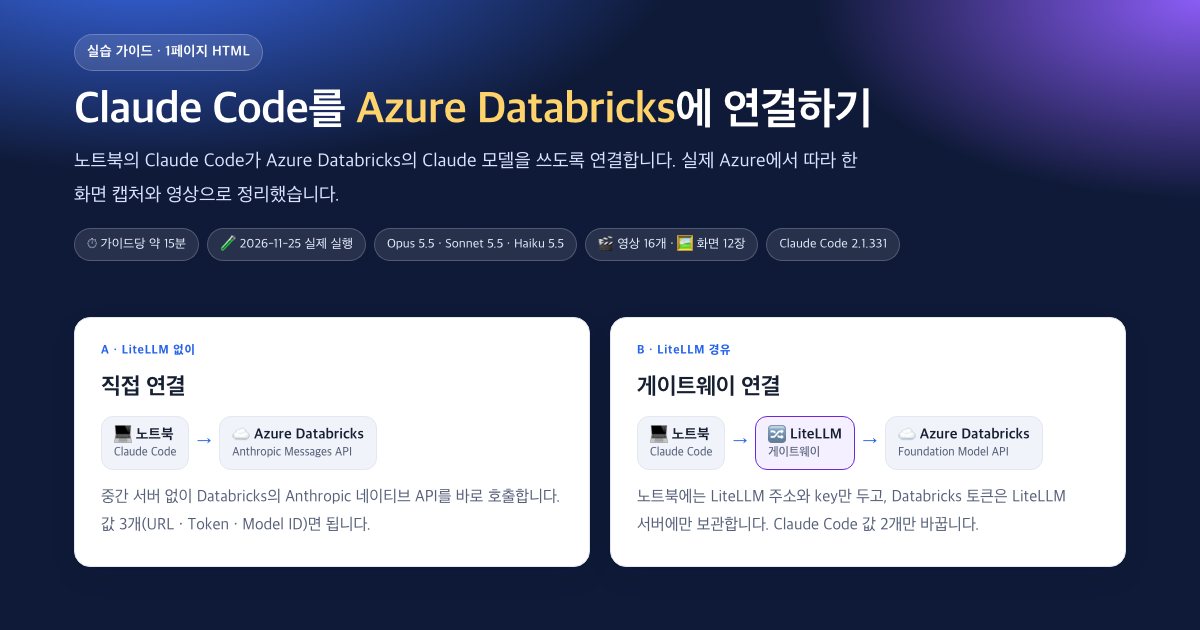 실습 가이드 · 1페이지 HTML
Claude Code를 Azure Databricks에 연결하기
노트북의 Claude Code가 Azure Databricks의 Claude 모델을 쓰도록 연결합니다. 실제 Azure에서 따라 한
화면 캡처와 영상으로 정리했습니다.
⏱ 가이드당 약 15분
🧪 2026-11-25 실제 실행
Opus 5.5 · Sonnet 5.5 · Haiku 5.5
🎬 영상 16개 · 🖼️ 화면 12장
Claude Code 2.1.331
A · LiteLLM 없이
직접 연결
💻 노트북
Claude Code
→
☁️ Azure Databricks
Anthropic Messages API
중간 서버 없이 Databricks의 Anthropic 네이티브 API를 바로 호출합니다.
값 3개(URL · Token · Model ID)면 됩니다.
B · LiteLLM 경유
게이트웨이 연결
💻 노트북
Claude Code
→
🔀 LiteLLM
게이트웨이
→
☁️ Azure Databricks
Foundation Model API
노트북에는 LiteLLM 주소와 key만 두고, Databricks 토큰은 LiteLLM
서버에만 보관합니다. Claude Code 값 2개만 바꿉니다.